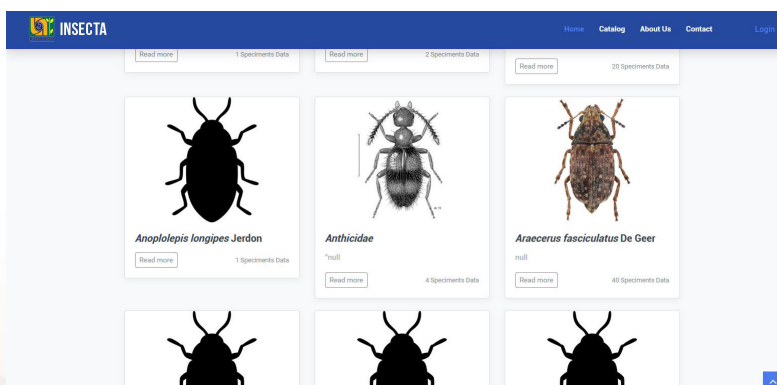 INSECTA
Home Catalog About Us Contact Login
Read more 1 Speciments Data
Read more 2 Speciments Data
Read more 20 Speciments Data
Anoplolepis longipes Jerdon
Read more 1 Speciments Data
Anthicidae
"null
Read more 4 Speciments Data
Araecerus fasciculatus De Geer
null
Read more 40 Speciments Data